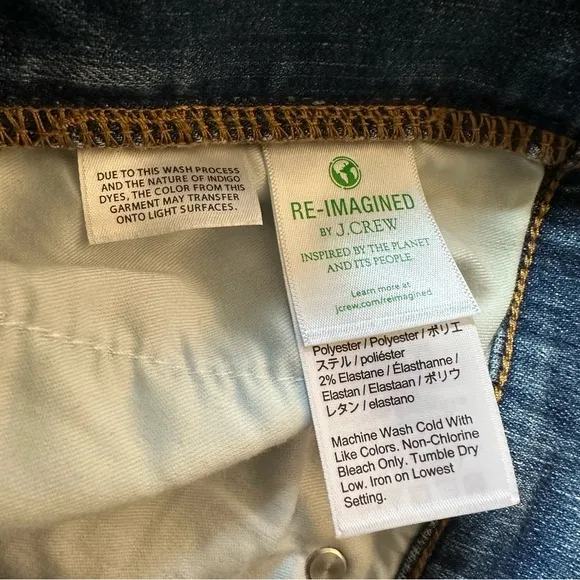 DUE TO THIS WASH PROCESS
AND THE NATURE OF INDIGO
DYES, THE COLOR FROM THIS
GARMENT MAY TRANSFER
ONTO LIGHT SURFACES.
RE-IMAGINED
BY J.CREW
INSPIRED BY THE PLANET
AND ITS PEOPLE
Learn more at
jcrew.com/reimagined
Polyester / Polyester / ポリエ
ステル / poliéster
2% Elastane / Élasthanne /
Elastan / Elastaan / ポリウ
レタン / elastano
Machine Wash Cold With
Like Colors. Non-Chlorine
Bleach Only. Tumble Dry
Low. Iron on Lowest
Setting.